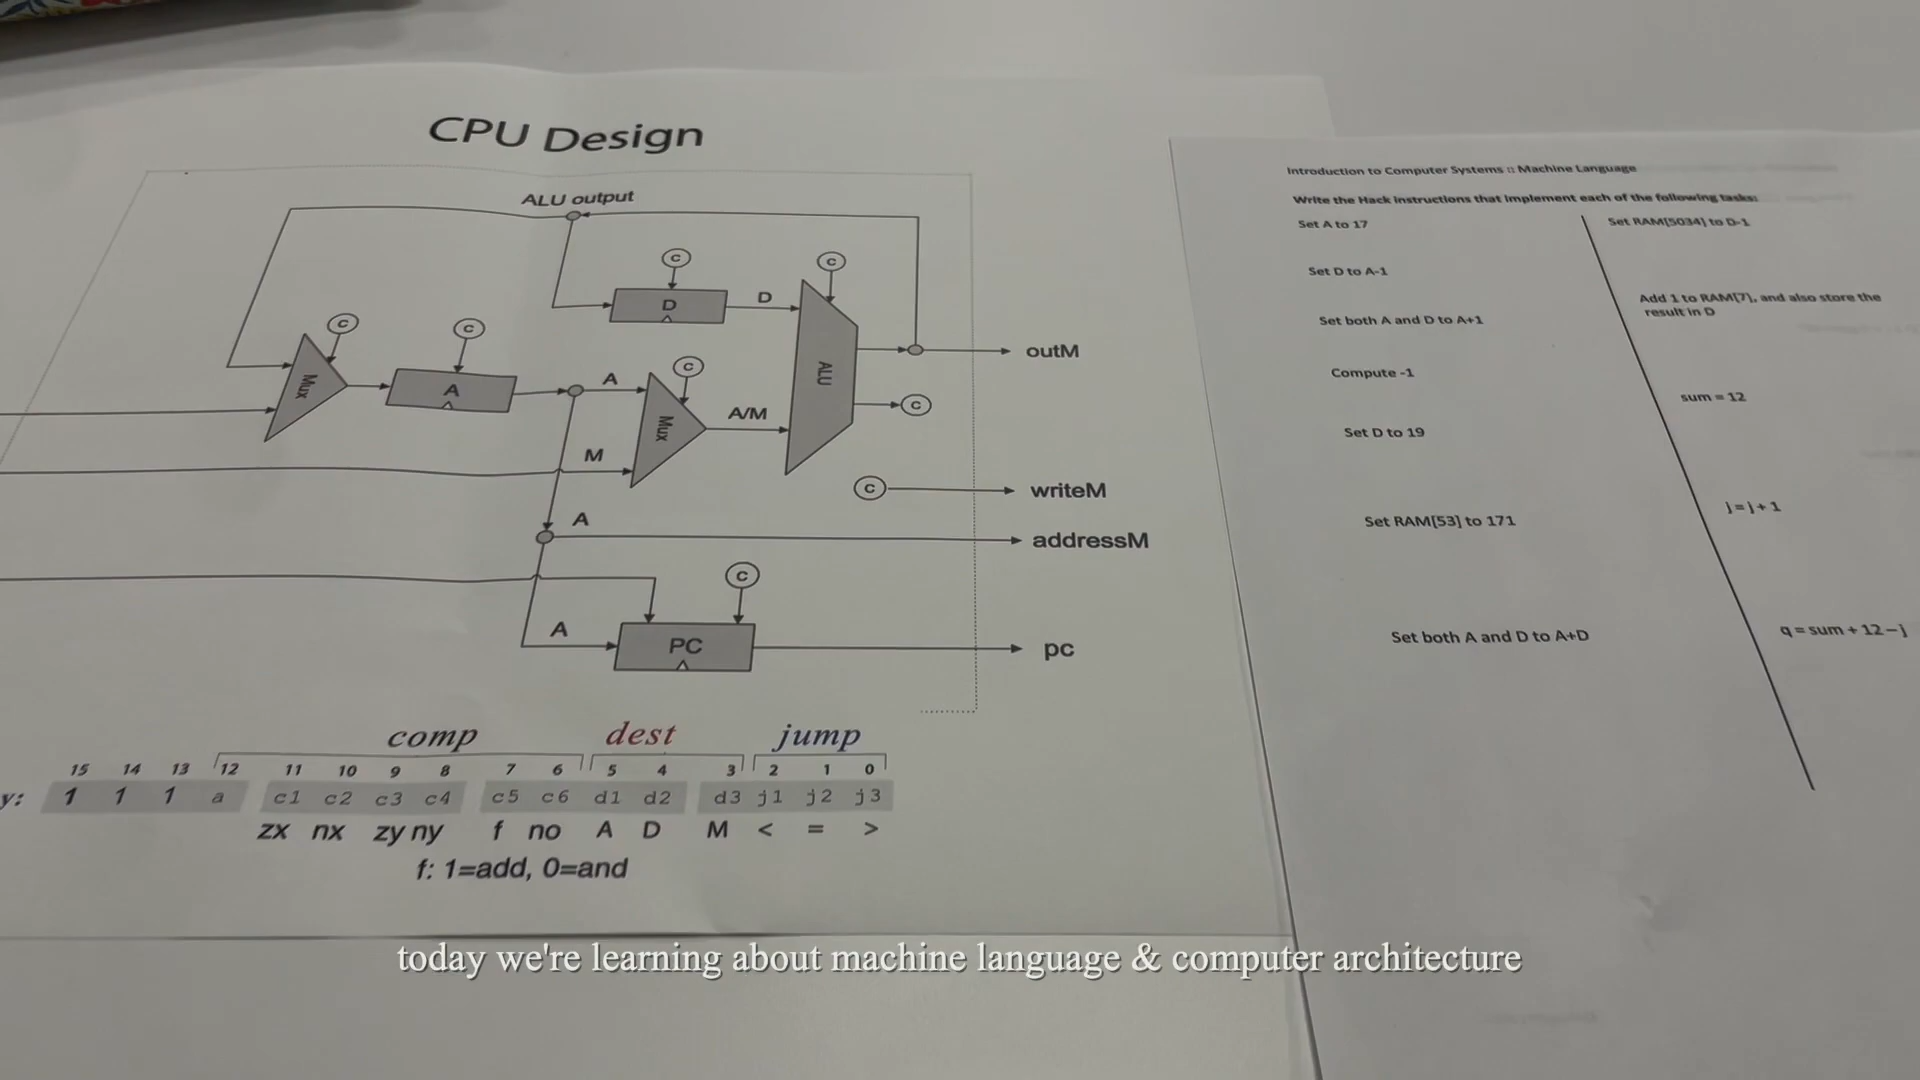 CPU Design
ALU output
C
C
D
D
C
C
Mux
A
A
C
Mux
M
A/M
ALU
C
outM
C
writeM
A
addressM
C
A
PC
pc
comp dest jump
15 14 13 12 11 10 9 8 7 6 5 4 3 2 1 0
y: 1 1 1 a c1 c2 c3 c4 c5 c6 d1 d2 d3 j1 j2 j3
zx nx zy ny f no A D M < = >
f: 1=add, 0=and
Introduction to Computer Systems :: Machine Language
Write the Hack instructions that implement each of the following tasks:
Set A to 17
Set D to A-1
Set both A and D to A+1
Compute -1
Set D to 19
Set RAM[53] to 171
Set both A and D to A+D
Set RAM[5034] to D-1
Add 1 to RAM[7], and also store the
result in D
sum = 12
j = j + 1
q = sum + 12 – j
today we're learning about machine language & computer architecture